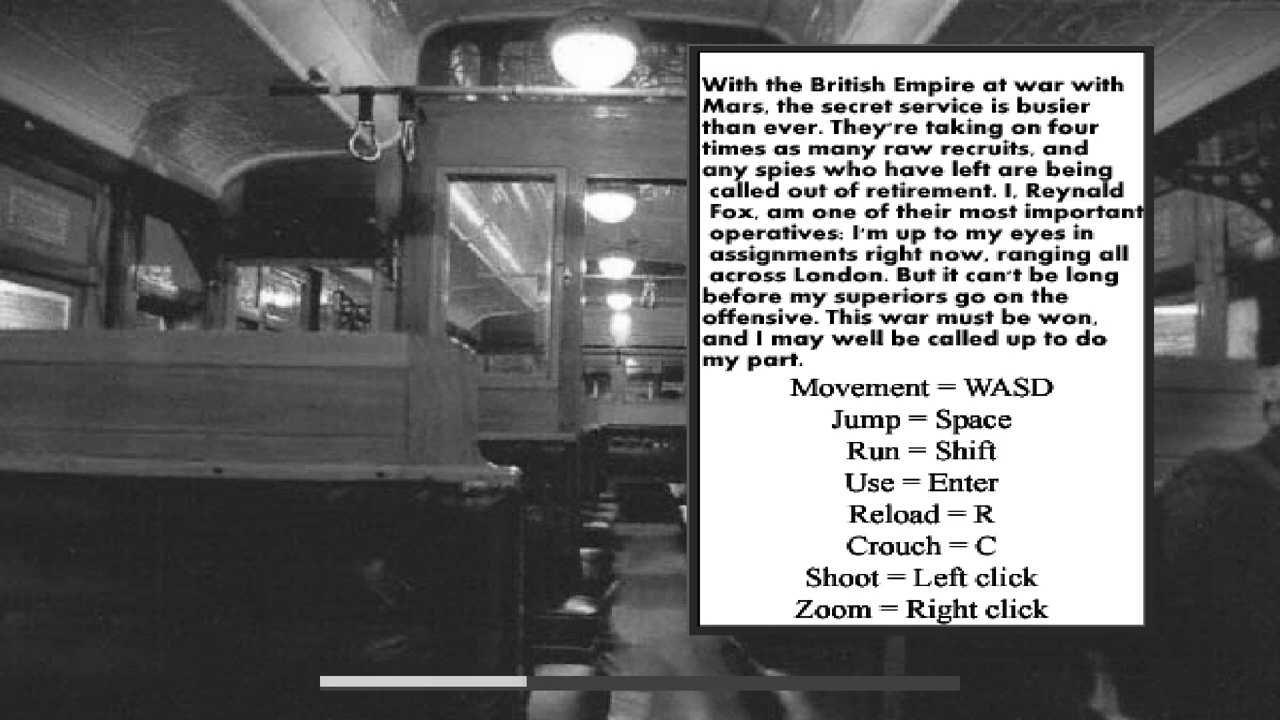 With the British Empire at war with
Mars, the secret service is busier
than ever. They're taking on four
times as many raw recruits, and
any spies who have left are being
called out of retirement. I, Reynald
Fox, am one of their most important
operatives; I'm up to my eyes in
assignments right now, ranging all
across London. But it can't be long
before my superiors go on the
offensive. This war must be won,
and I may well be called up to do
my part.
Movement = WASD
Jump = Space
Run = Shift
Use = Enter
Reload = R
Crouch = C
Shoot = Left click
Zoom = Right click